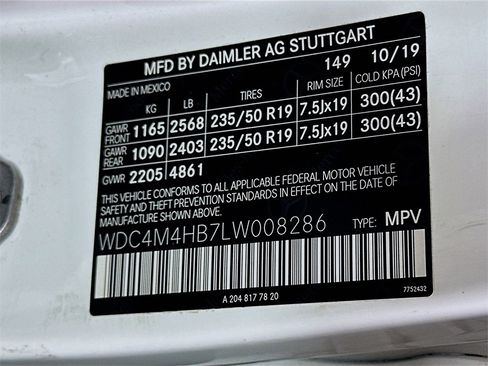 MFD BY DAIMLER AG STUTTGART
MADE IN MEXICO 149 10/19
KG LB TIRES RIM SIZE COLD KPA (PSI)
GAWR FRONT 1165 2568 235/50 R19 7.5Jx19 300(43)
GAWR REAR 1090 2403 235/50 R19 7.5Jx19 300(43)
GVWR 2205 4861
THIS VEHICLE CONFORMS TO ALL APPLICABLE FEDERAL MOTOR VEHICLE
SAFETY AND THEFT PREVENTION STANDARDS IN EFFECT ON THE DATE OF
MANUFACTURE SHOWN ABOVE.
WDC4M4HB7LW008286 TYPE: MPV
A 204 817 78 20
7752432